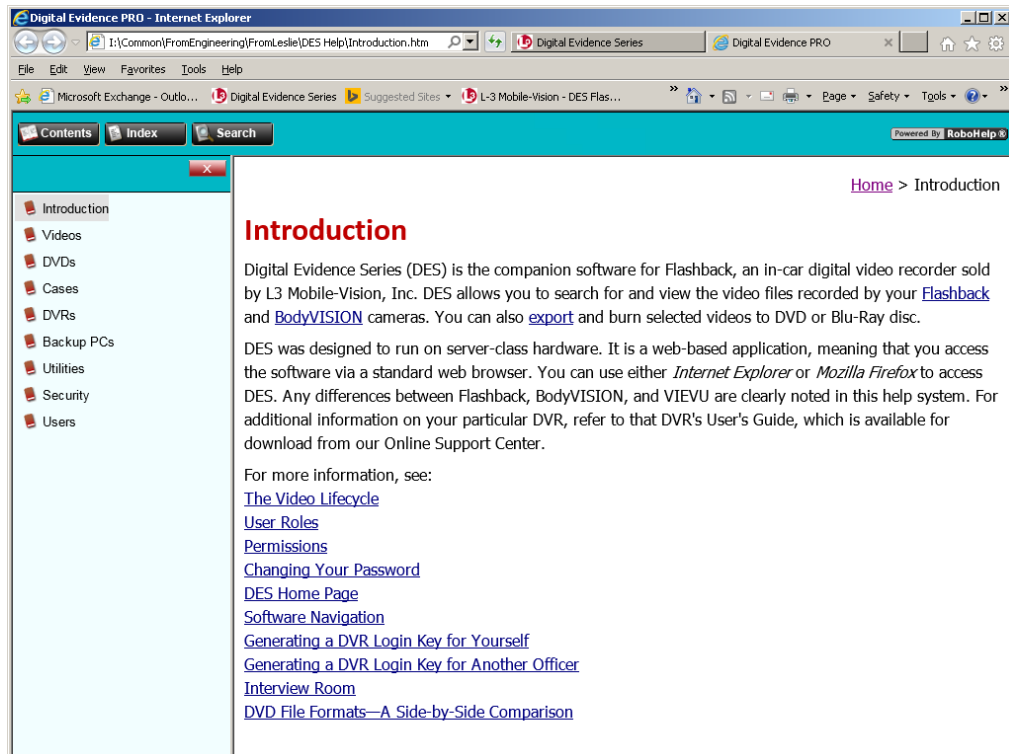 Digital Evidence PRO - Internet Explorer
I:\Common\FromEngineering\FromLeslie\DES Help\Introduction.htm
Digital Evidence Series
Digital Evidence PRO
File Edit View Favorites Tools Help
Microsoft Exchange - Outlo... Digital Evidence Series Suggested Sites L-3 Mobile-Vision - DES Flas... » Page Safety Tools »
Contents Index Search
Powered By RoboHelp®
X
Home > Introduction
Introduction
Videos
DVDs
Cases
DVRs
Backup PCs
Utilities
Security
Users
Introduction
Digital Evidence Series (DES) is the companion software for Flashback, an in-car digital video recorder sold
by L3 Mobile-Vision, Inc. DES allows you to search for and view the video files recorded by your Flashback
and BodyVISION cameras. You can also export and burn selected videos to DVD or Blu-Ray disc.
DES was designed to run on server-class hardware. It is a web-based application, meaning that you access
the software via a standard web browser. You can use either Internet Explorer or Mozilla Firefox to access
DES. Any differences between Flashback, BodyVISION, and VIEVU are clearly noted in this help system. For
additional information on your particular DVR, refer to that DVR's User's Guide, which is available for
download from our Online Support Center.
For more information, see:
The Video Lifecycle
User Roles
Permissions
Changing Your Password
DES Home Page
Software Navigation
Generating a DVR Login Key for Yourself
Generating a DVR Login Key for Another Officer
Interview Room
DVD File Formats—A Side-by-Side Comparison